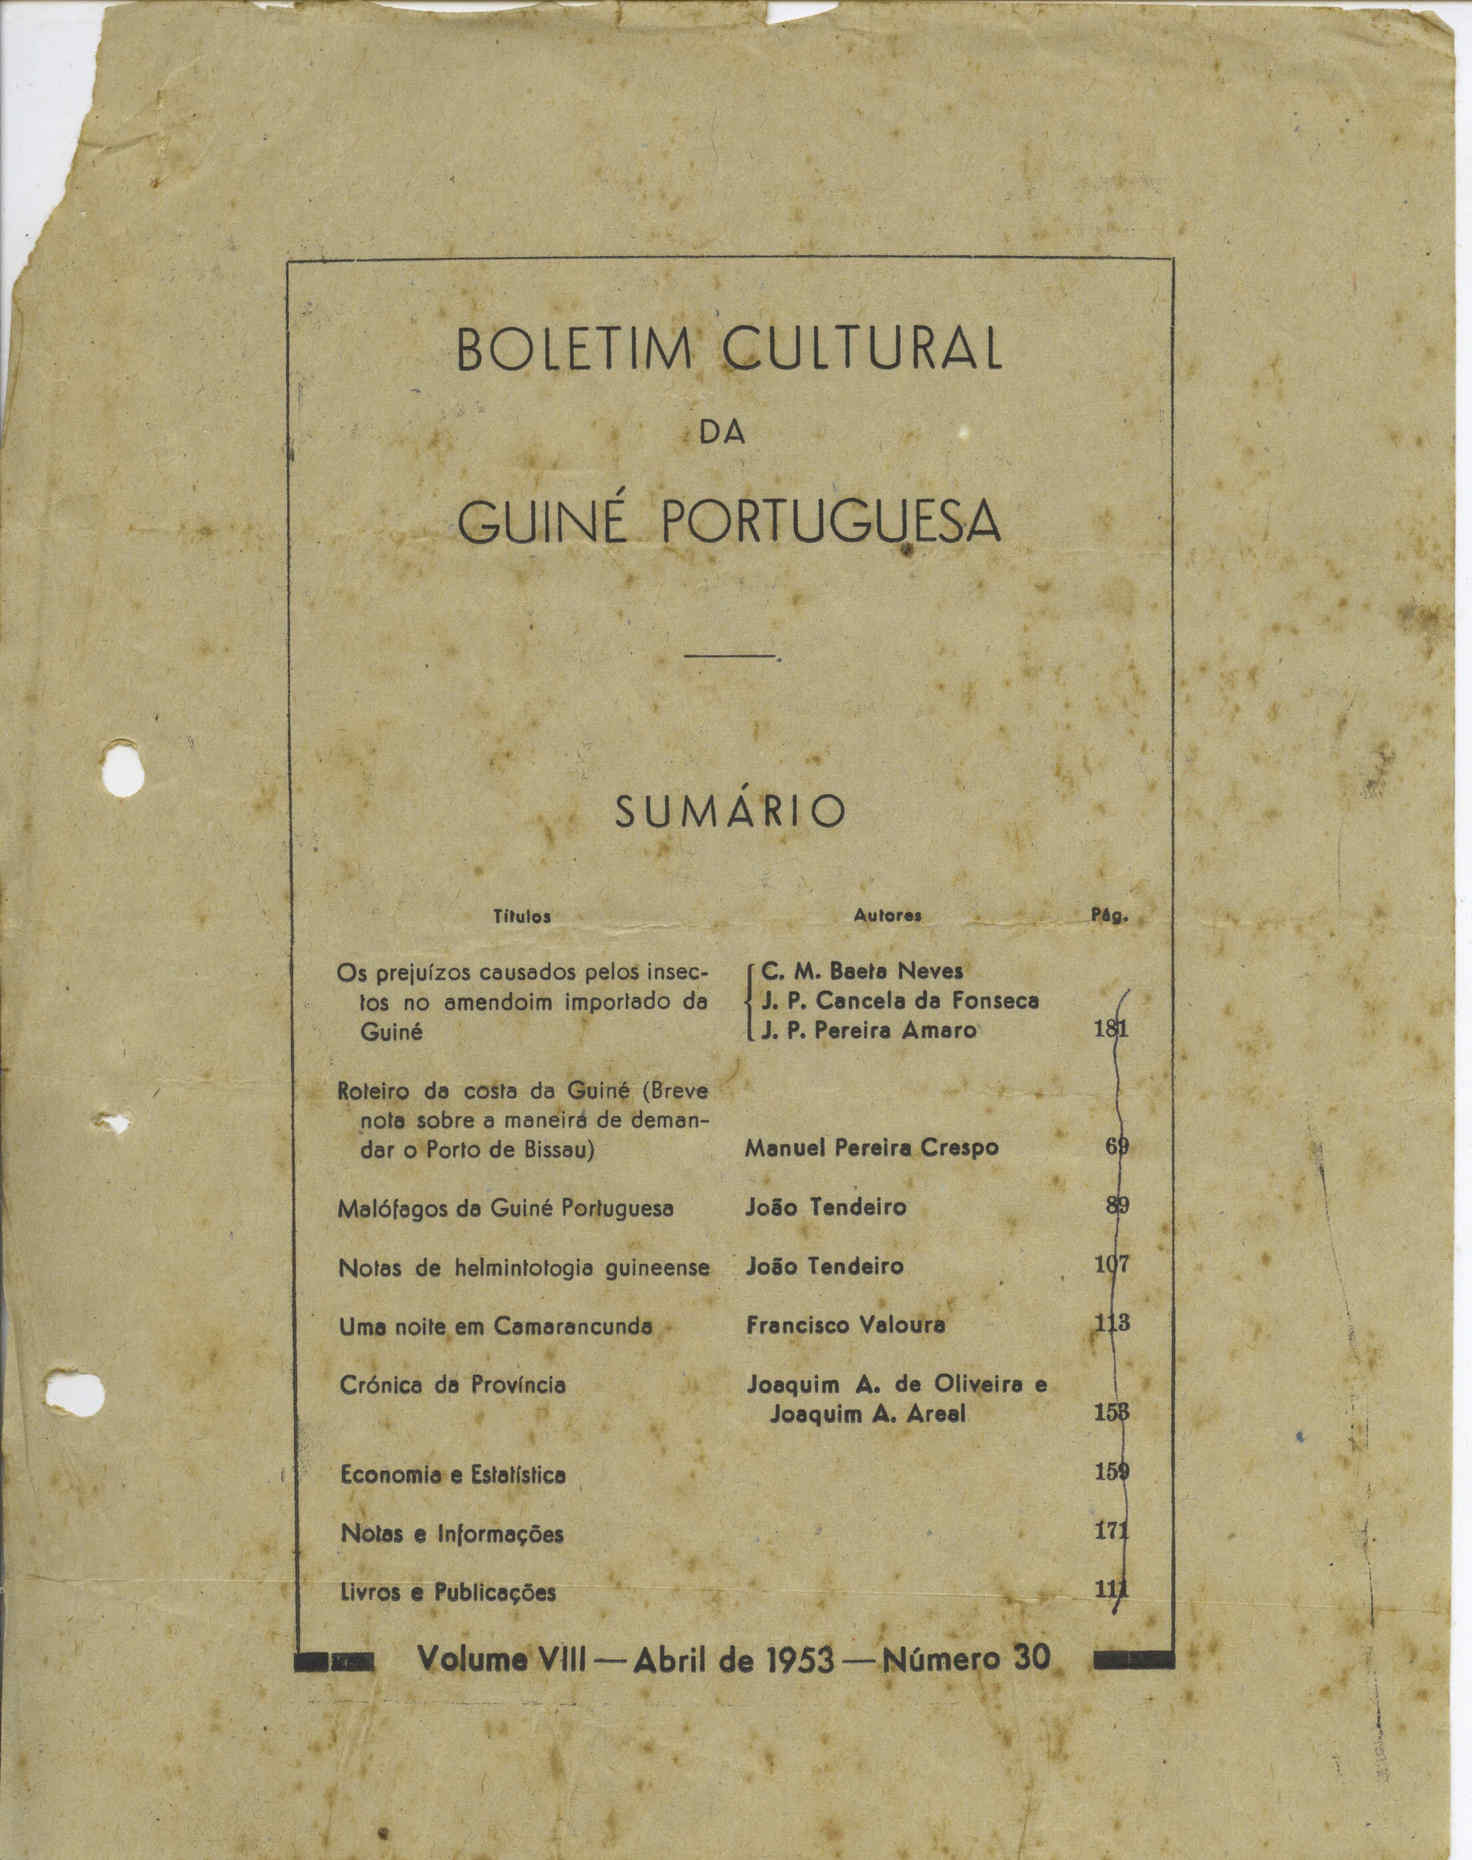 BOLETIM CULTURAL
DA
GUINÉ PORTUGUESA
SUMÁRIO
Títulos Autores Pág.
Os prejuízos causados pelos insec- C. M. Baeta Neves
tos no amendoim importado da J. P. Cancela da Fonseca
Guiné J. P. Pereira Amaro 181
Roteiro da costa da Guiné (Breve
nota sobre a maneira de deman-
dar o Porto de Bissau) Manuel Pereira Crespo 69
Malófagos da Guiné Portuguesa João Tendeiro 89
Notas de helmintotogia guineense João Tendeiro 107
Uma noite em Camarancunda Francisco Valoura 113
Crónica da Província Joaquim A. de Oliveira e
Joaquim A. Areal 153
Economia e Estatística 159
Notas e Informações 171
Livros e Publicações 111
Volume VIII — Abril de 1953 — Número 30